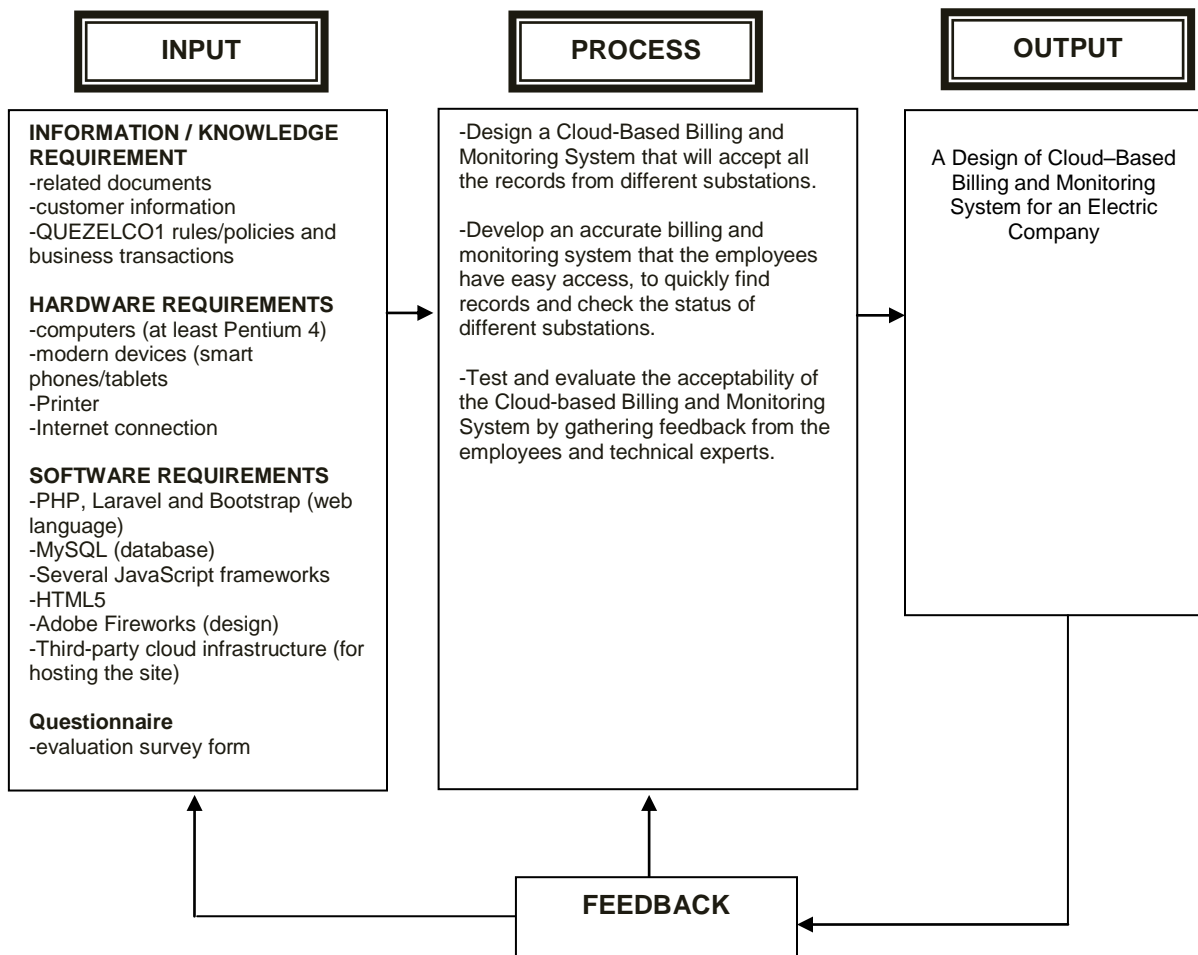 INPUT
PROCESS
OUTPUT
INFORMATION / KNOWLEDGE
REQUIREMENT
-related documents
-customer information
-QUEZELCO1 rules/policies and
business transactions
HARDWARE REQUIREMENTS
-computers (at least Pentium 4)
-modern devices (smart
phones/tablets
-Printer
-Internet connection
SOFTWARE REQUIREMENTS
-PHP, Laravel and Bootstrap (web
language)
-MySQL (database)
-Several JavaScript frameworks
-HTML5
-Adobe Fireworks (design)
-Third-party cloud infrastructure (for
hosting the site)
Questionnaire
-evaluation survey form
-Design a Cloud-Based Billing and
Monitoring System that will accept all
the records from different substations.
-Develop an accurate billing and
monitoring system that the employees
have easy access, to quickly find
records and check the status of
different substations.
-Test and evaluate the acceptability of
the Cloud-based Billing and Monitoring
System by gathering feedback from the
employees and technical experts.
A Design of Cloud–Based
Billing and Monitoring
System for an Electric
Company
FEEDBACK